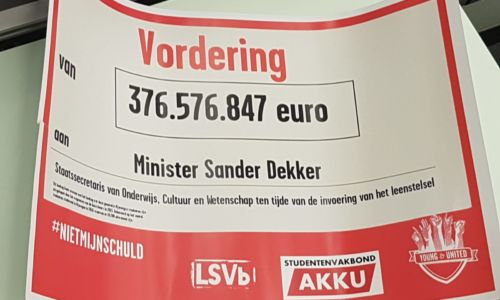 Vordering
van
376.576.847 euro
aan
Minister Sander Dekker
Staatssecretaris van Onderwijs, Cultuur en Wetenschap ten tijde van de invoering van het leenstelsel
#NIETMIJNSCHULD
LSVb
STUDENTENVAKBOND
AKKU
YOUNG & UNITED